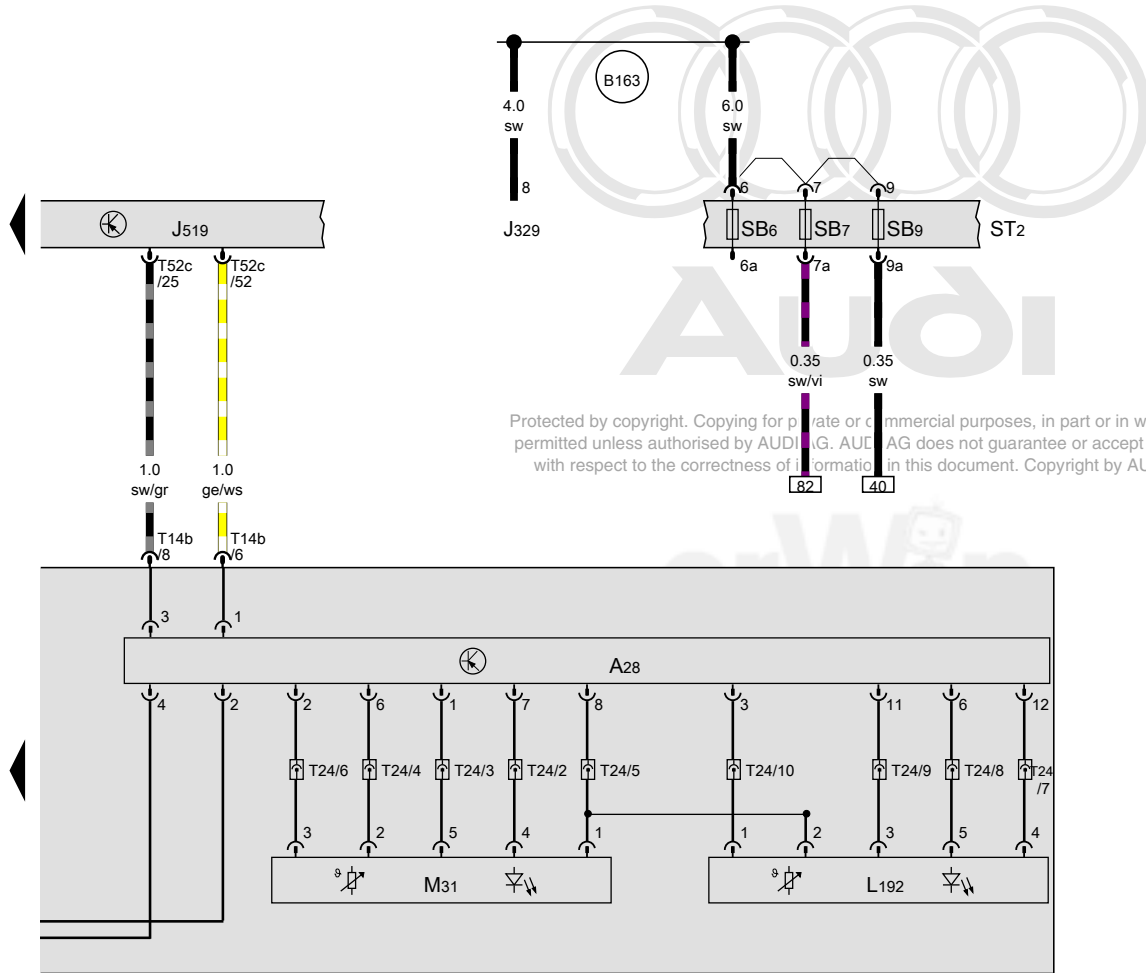 B163
4.0
sw
6.0
sw
8
J329
6
7
9
SB6
SB7
SB9
ST2
6a
7a
9a
J519
T52c
/25
T52c
/52
Audi
0.35
sw/vi
0.35
sw
Protected by copyright. Copying for private or commercial purposes, in part or in w
permitted unless authorised by AUDI AG. AUDI AG does not guarantee or accept
with respect to the correctness of information in this document. Copyright by AU
82
40
1.0
sw/gr
1.0
ge/ws
T14b
/8
T14b
/6
erWin
3
1
A28
4
2
2
6
1
7
8
3
11
6
12
T24/6
T24/4
T24/3
T24/2
T24/5
T24/10
T24/9
T24/8
T24
/7
3
2
5
4
1
1
2
3
5
4
ϑ
M31
ϑ
L192